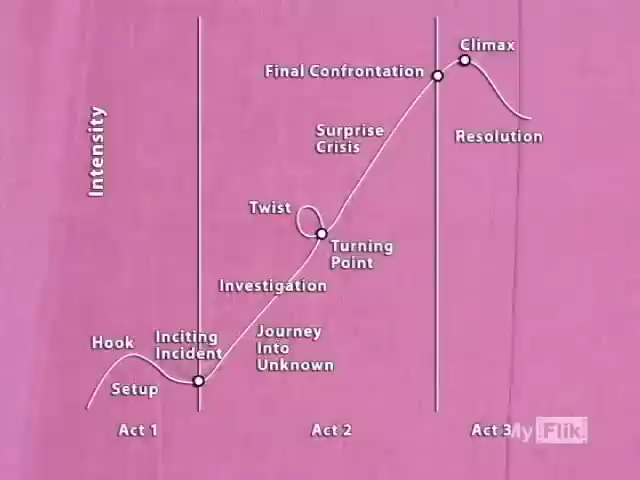 Climax
Final Confrontation
Intensity
Surprise
Crisis
Resolution
Twist
Turning
Point
Investigation
Hook
Inciting
Incident
Journey
Into
Unknown
Setup
Act 1
Act 2
Act 3
My Flik